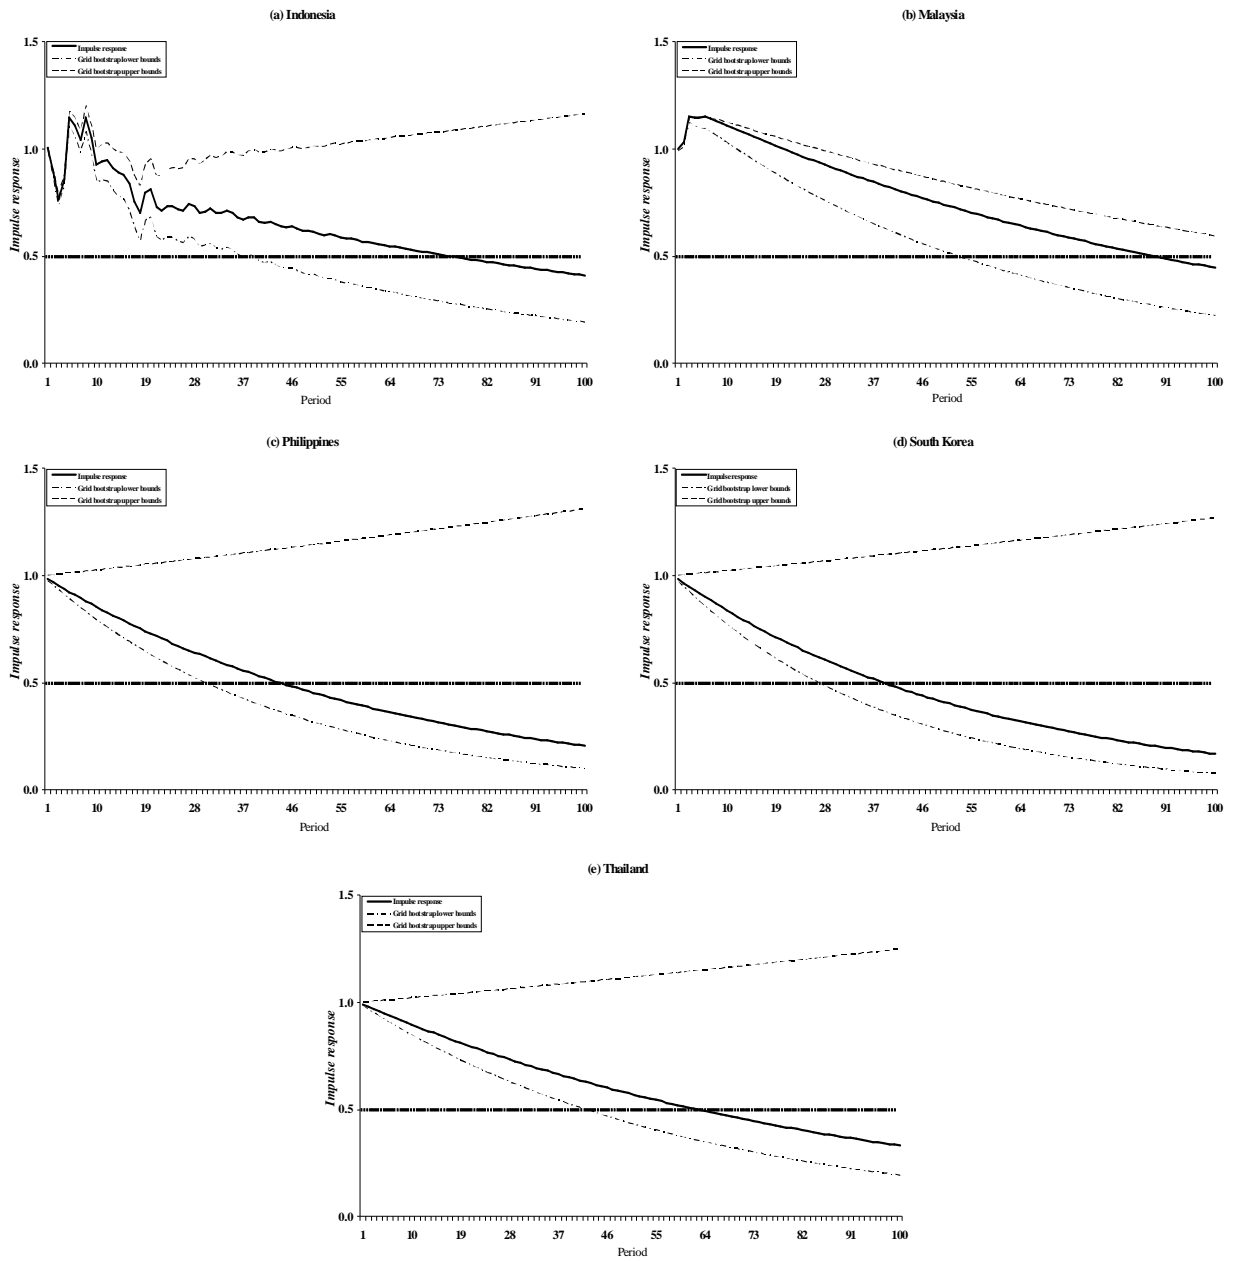 (a) Indonesia
1.5
Impulse response
Grid bootstrap lower bounds
Grid bootstrap upper bounds
1.0
Impulse response
0.5
0.0
1 10 19 28 37 46 55 64 73 82 91 100
Period
(b) Malaysia
1.5
Impulse response
Grid bootstrap lower bounds
Grid bootstrap upper bounds
1.0
Impulse response
0.5
0.0
1 10 19 28 37 46 55 64 73 82 91 100
Period
(c) Philippines
1.5
Impulse response
Grid bootstrap lower bounds
Grid bootstrap upper bounds
1.0
Impulse response
0.5
0.0
1 10 19 28 37 46 55 64 73 82 91 100
Period
(d) South Korea
1.5
Impulse response
Grid bootstrap lower bounds
Grid bootstrap upper bounds
1.0
Impulse response
0.5
0.0
1 10 19 28 37 46 55 64 73 82 91 100
Period
(e) Thailand
1.5
Impulse response
Grid bootstrap lower bounds
Grid bootstrap upper bounds
1.0
Impulse response
0.5
0.0
1 10 19 28 37 46 55 64 73 82 91 100
Period